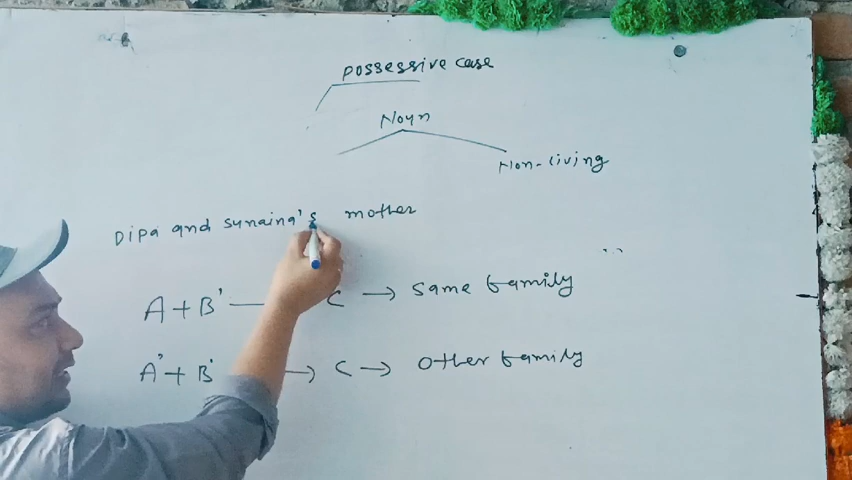 possessive case
Noun
Non-living
Dipa and sunaina's mother
A + B' — C → same family
A' + B' → C → other family